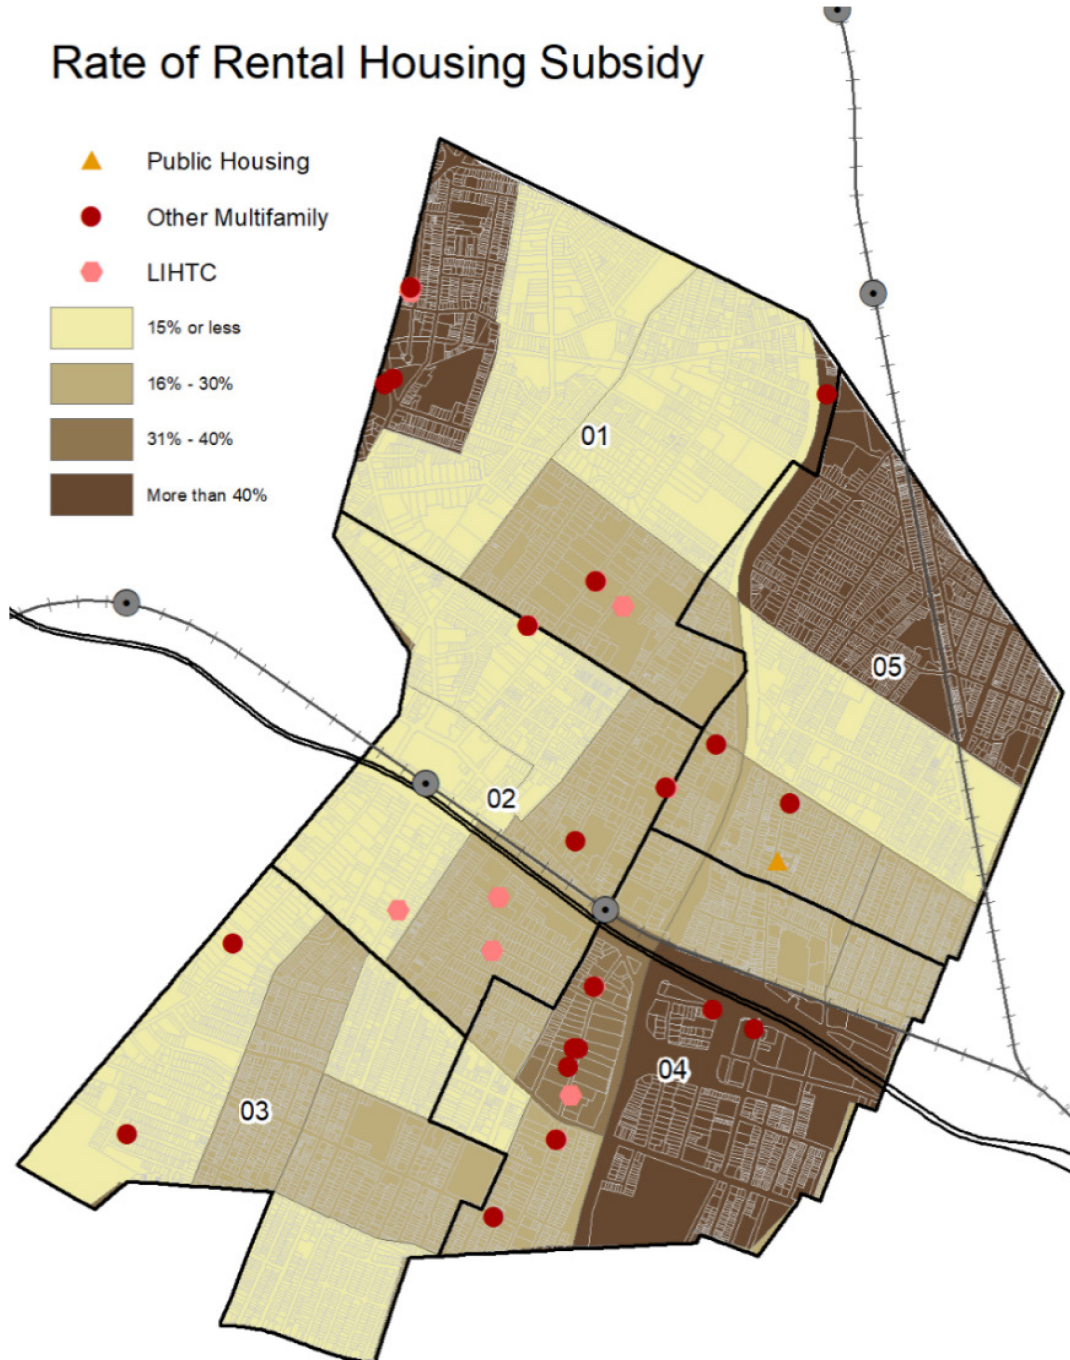 Rate of Rental Housing Subsidy
Public Housing
Other Multifamily
LIHTC
15% or less
16% - 30%
31% - 40%
More than 40%
01
05
02
04
03